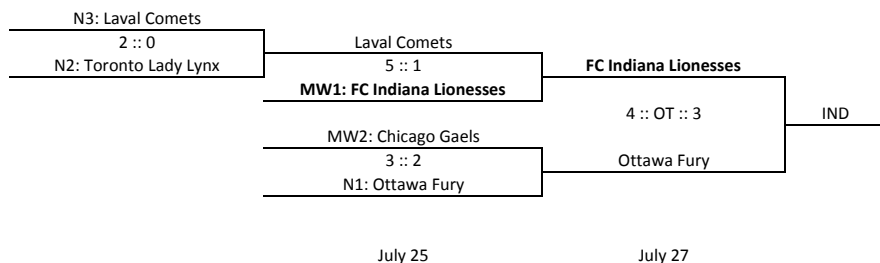 N3: Laval Comets
2 :: 0
N2: Toronto Lady Lynx
Laval Comets
5 :: 1
MW1: FC Indiana Lionesses
MW2: Chicago Gaels
3 :: 2
N1: Ottawa Fury
FC Indiana Lionesses
4 :: OT :: 3
Ottawa Fury
IND
July 25
July 27